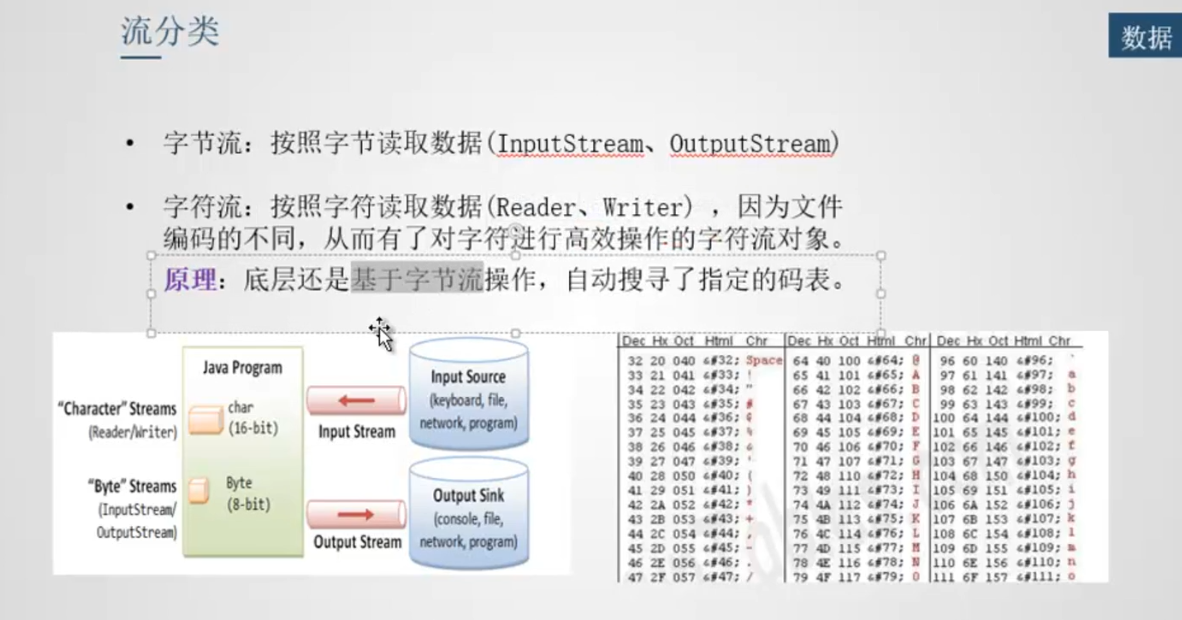 流分类
数据
• 字节流：按照字节读取数据(InputStream、OutputStream)
• 字符流：按照字符读取数据(Reader、Writer) ，因为文件
编码的不同，从而有了对字符进行高效操作的字符流对象。
原理：底层还是基于字节流操作，自动搜寻了指定的码表。
Java Program
“Character” Streams
(Reader/Writer)
char
(16-bit)
“Byte” Streams
(InputStream/
OutputStream)
Byte
(8-bit)
Input Stream
Output Stream
Input Source
(keyboard, file,
network, program)
Output Sink
(console, file,
network, program)
Dec Hx Oct Html Chr Dec Hx Oct Html Chr Dec Hx Oct Html Chr
32 20 040 &#32; Space 64 40 100 &#64; @ 96 60 140 &#96; `
33 21 041 &#33; ! 65 41 101 &#65; A 97 61 141 &#97; a
34 22 042 &#34; " 66 42 102 &#66; B 98 62 142 &#98; b
35 23 043 &#35; # 67 43 103 &#67; C 99 63 143 &#99; c
36 24 044 &#36; $ 68 44 104 &#68; D 100 64 144 &#100; d
37 25 045 &#37; % 69 45 105 &#69; E 101 65 145 &#101; e
38 26 046 &#38; & 70 46 106 &#70; F 102 66 146 &#102; f
39 27 047 &#39; ' 71 47 107 &#71; G 103 67 147 &#103; g
40 28 050 &#40; ( 72 48 110 &#72; H 104 68 150 &#104; h
41 29 051 &#41; ) 73 49 111 &#73; I 105 69 151 &#105; i
42 2A 052 &#42; * 74 4A 112 &#74; J 106 6A 152 &#106; j
43 2B 053 &#43; + 75 4B 113 &#75; K 107 6B 153 &#107; k
44 2C 054 &#44; , 76 4C 114 &#76; L 108 6C 154 &#108; l
45 2D 055 &#45; - 77 4D 115 &#77; M 109 6D 155 &#109; m
46 2E 056 &#46; . 78 4E 116 &#78; N 110 6E 156 &#110; n
47 2F 057 &#47; / 79 4F 117 &#79; O 111 6F 157 &#111; o